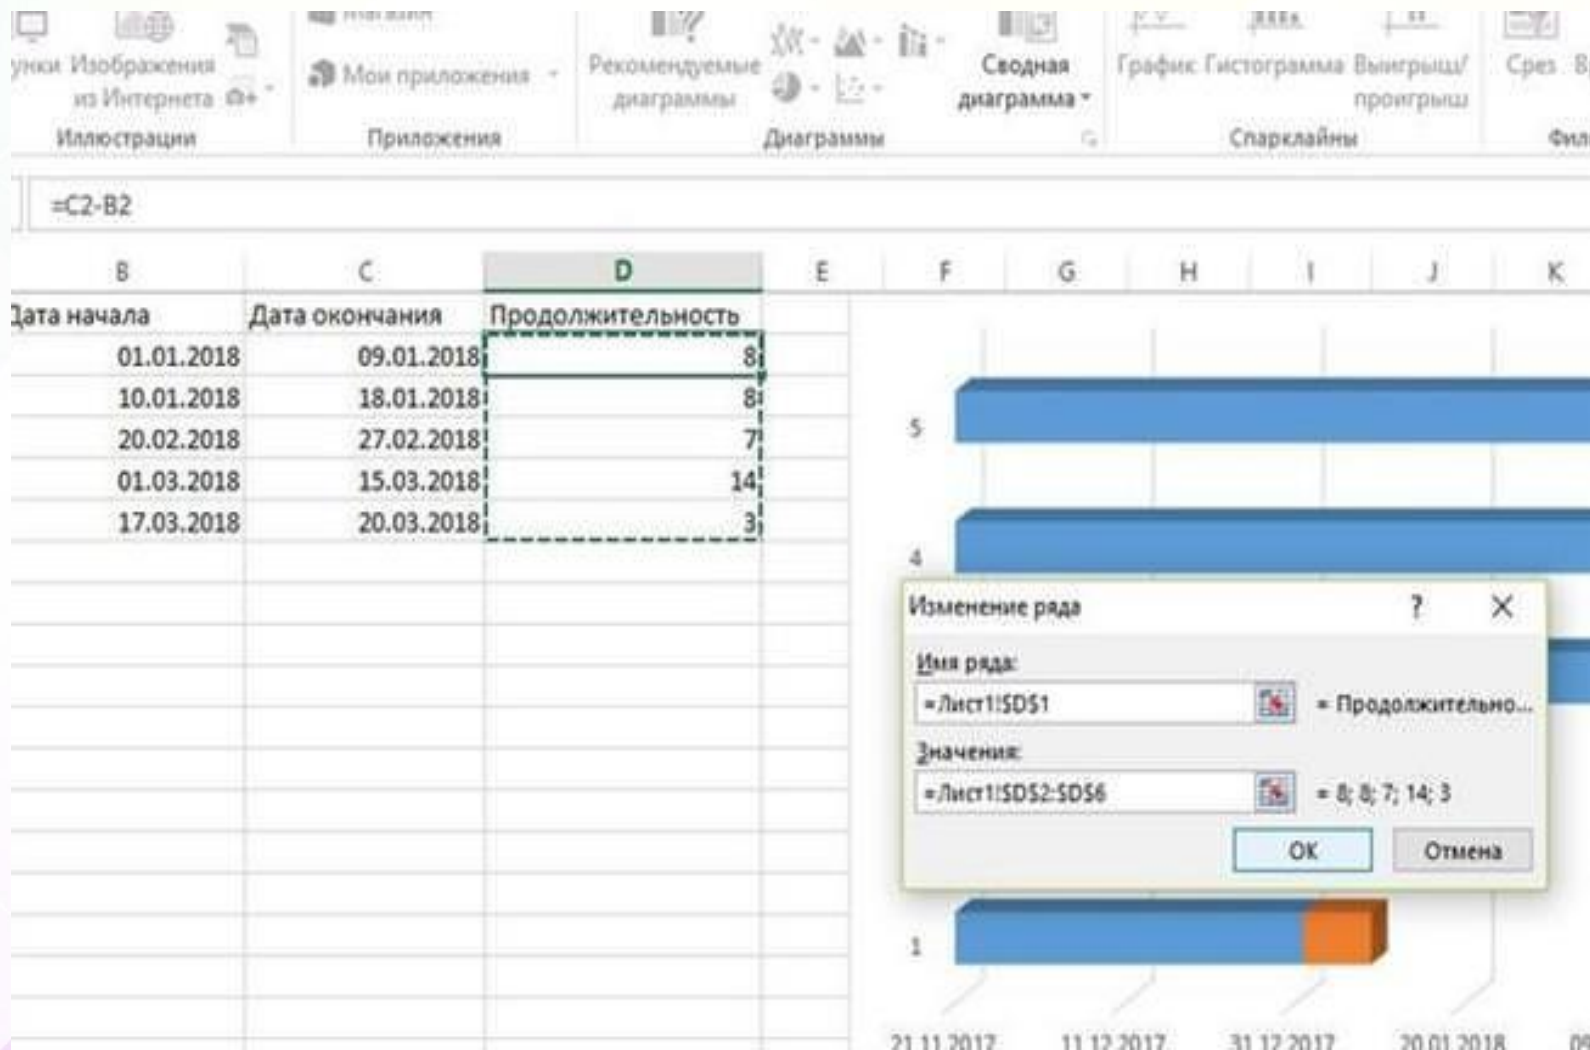 Магазин
Изображения
из Интернета
Мои приложения
Рекомендуемые
диаграммы
Сводная
диаграмма
График Гистограмма Выигрыш/
проигрыш
Срез
Иллюстрации
Приложения
Диаграммы
Спарклайны
=C2-B2
B C D E F G H I J K
Дата начала Дата окончания Продолжительность
01.01.2018 09.01.2018 8
10.01.2018 18.01.2018 8
20.02.2018 27.02.2018 7
01.03.2018 15.03.2018 14
17.03.2018 20.03.2018 3
5
4
Изменение ряда ? X
Имя ряда:
=Лист1!$D$1 = Продолжительно...
Значения:
=Лист1!$D$2:$D$6 = 8; 8; 7; 14; 3
ОК Отмена
1
21.11.2017 11.12.2017 31.12.2017 20.01.2018